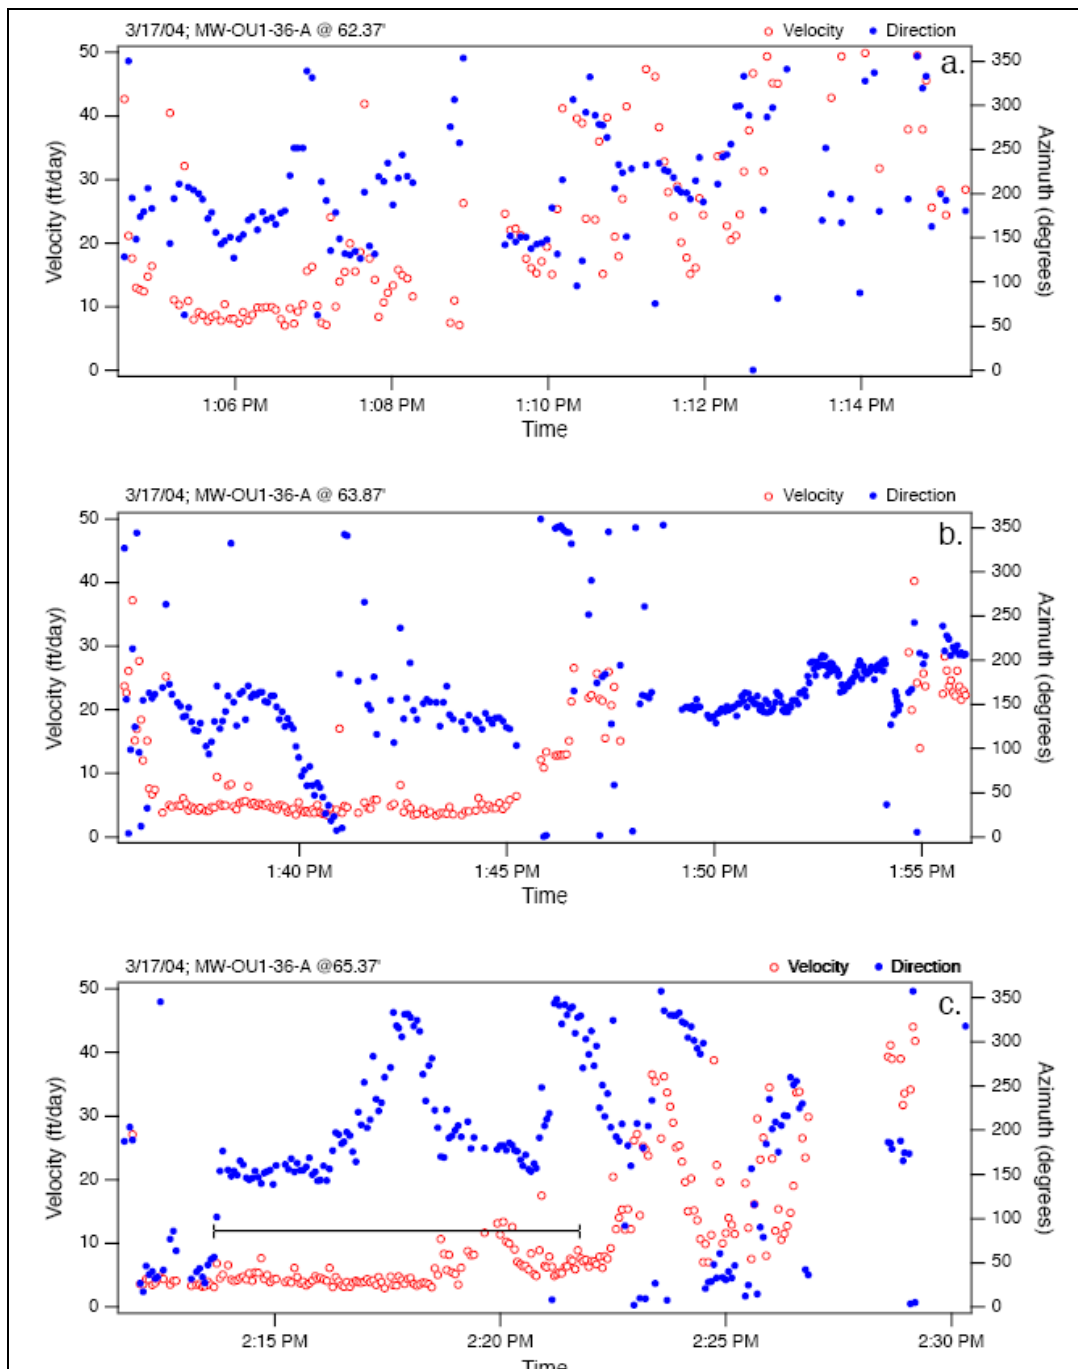 3/17/04; MW-OU1-36-A @ 62.37' Velocity Direction
a.
50 350
300
40 250
30 200
20 150
100
10 50
0 0
Velocity (ft/day) Azimuth (degrees)
1:06 PM 1:08 PM 1:10 PM 1:12 PM 1:14 PM
Time
3/17/04; MW-OU1-36-A @ 63.87' Velocity Direction
b.
50 350
300
40 250
30 200
20 150
100
10 50
0 0
Velocity (ft/day) Azimuth (degrees)
1:40 PM 1:45 PM 1:50 PM 1:55 PM
Time
3/17/04; MW-OU1-36-A @65.37' Velocity Direction
c.
50 350
300
40 250
30 200
20 150
100
10 50
0 0
Velocity (ft/day) Azimuth (degrees)
2:15 PM 2:20 PM 2:25 PM 2:30 PM
Time